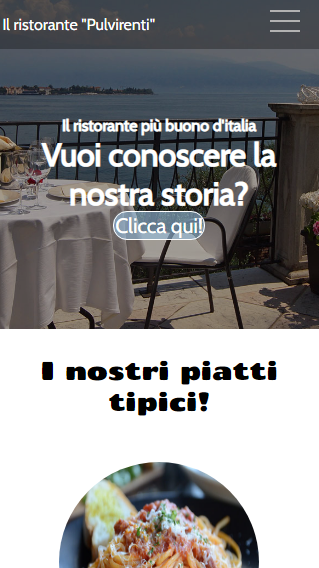 Il ristorante "Pulvirenti"
Il ristorante più buono d'italia
Vuoi conoscere la
nostra storia?
Clicca qui!
I nostri piatti
tipici!